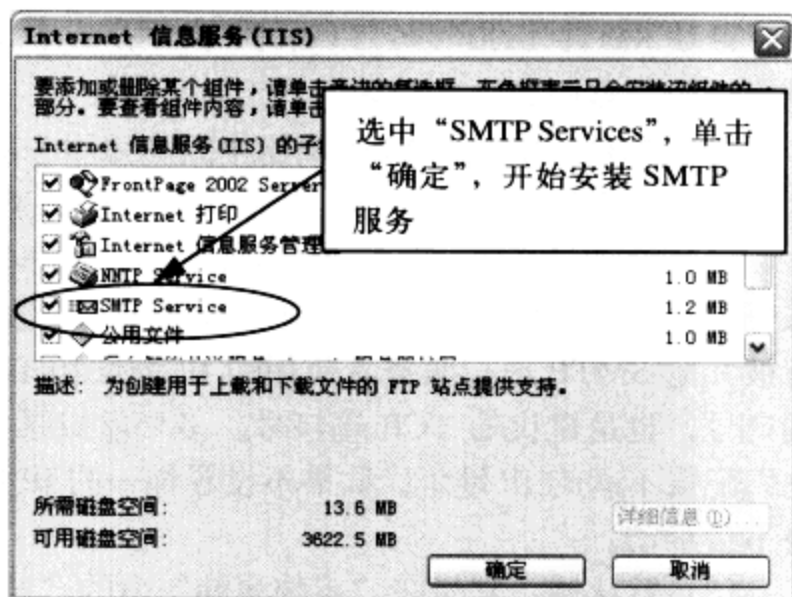 Internet 信息服务(IIS)
要添加或删除某个组件，请单击
部分。要查看组件内容，请单击
Internet 信息服务(IIS) 的子
选中“SMTP Services”，单击
“确定”，开始安装 SMTP
服务
FrontPage 2002 Server
Internet 打印
Internet 信息服务管理
NNTP Service 1.0 MB
SMTP Service 1.2 MB
公用文件 1.0 MB
描述： 为创建用于上载和下载文件的 FTP 站点提供支持。
所需磁盘空间： 13.6 MB
可用磁盘空间： 3622.5 MB
详细信息(D)...
确定 取消